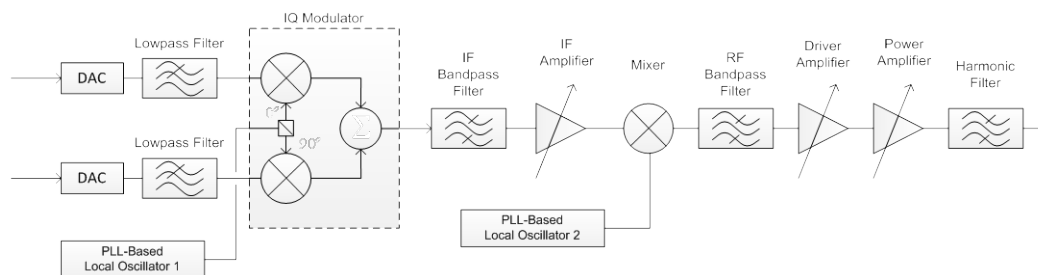 IQ Modulator
Lowpass Filter
DAC
0°
90°
Σ
Lowpass Filter
DAC
PLL-Based
Local Oscillator 1
IF
Bandpass
Filter
IF
Amplifier
Mixer
PLL-Based
Local Oscillator 2
RF
Bandpass
Filter
Driver
Amplifier
Power
Amplifier
Harmonic
Filter